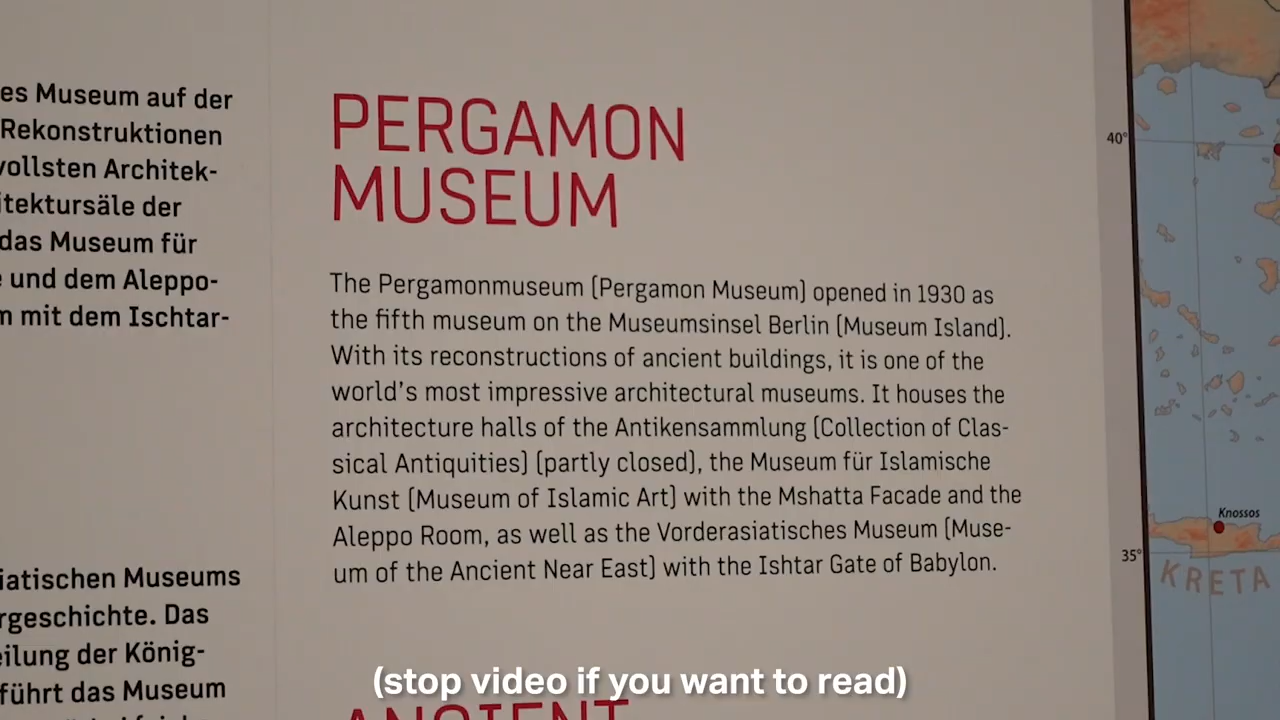 es Museum auf der
Rekonstruktionen
vollsten Architek-
itektursäle der
das Museum für
e und dem Aleppo-
m mit dem Ischtar-
iatischen Museums
rgeschichte. Das
eilung der König-
führt das Museum
PERGAMON
MUSEUM
The Pergamonmuseum (Pergamon Museum) opened in 1930 as
the fifth museum on the Museumsinsel Berlin (Museum Island).
With its reconstructions of ancient buildings, it is one of the
world's most impressive architectural museums. It houses the
architecture halls of the Antikensammlung (Collection of Clas-
sical Antiquities) (partly closed), the Museum für Islamische
Kunst (Museum of Islamic Art) with the Mshatta Facade and the
Aleppo Room, as well as the Vorderasiatisches Museum (Muse-
um of the Ancient Near East) with the Ishtar Gate of Babylon.
ANCIENT
40°
Knossos
35°
KRETA
(stop video if you want to read)